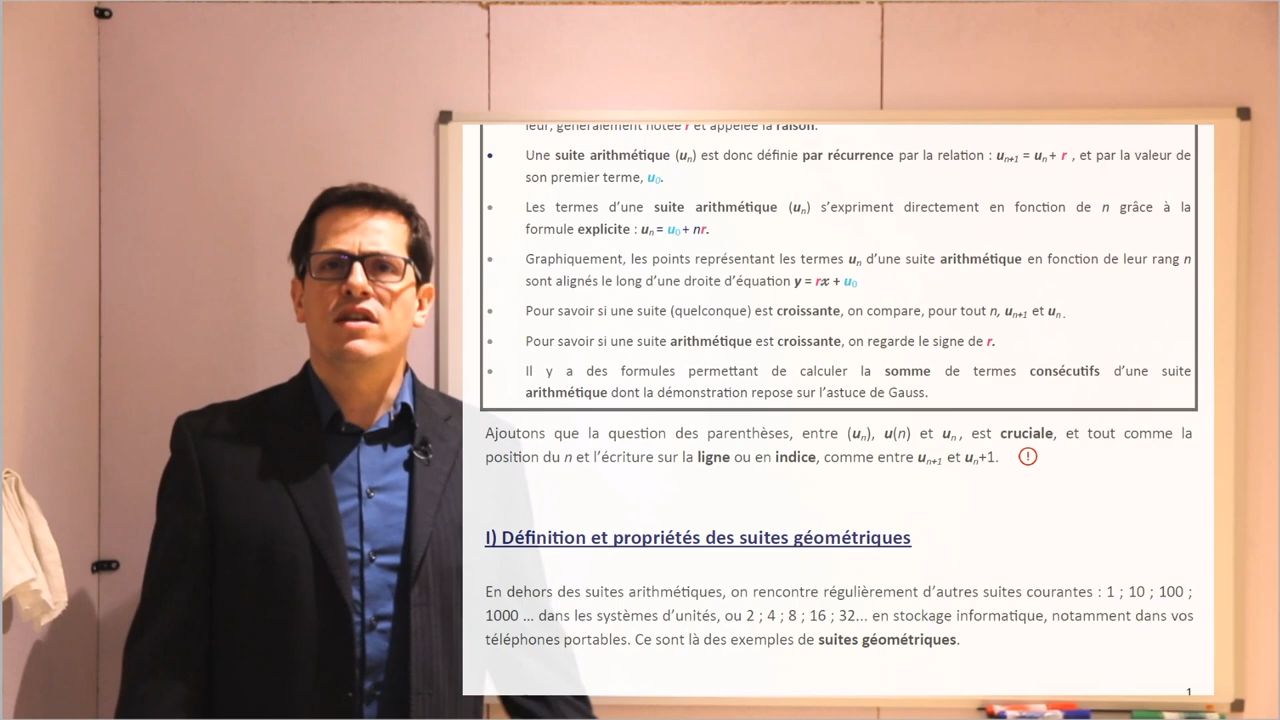 leur, généralement notée r et appelée la raison.
• Une suite arithmétique (uₙ) est donc définie par récurrence par la relation : uₙ₊₁ = uₙ + r , et par la valeur de
son premier terme, u₀.
• Les termes d’une suite arithmétique (uₙ) s’expriment directement en fonction de n grâce à la
formule explicite : uₙ = u₀ + nr.
• Graphiquement, les points représentant les termes uₙ d’une suite arithmétique en fonction de leur rang n
sont alignés le long d’une droite d’équation y = rx + u₀
• Pour savoir si une suite (quelconque) est croissante, on compare, pour tout n, uₙ₊₁ et uₙ .
• Pour savoir si une suite arithmétique est croissante, on regarde le signe de r.
• Il y a des formules permettant de calculer la somme de termes consécutifs d’une suite
arithmétique dont la démonstration repose sur l’astuce de Gauss.
Ajoutons que la question des parenthèses, entre (uₙ), u(n) et uₙ , est cruciale, et tout comme la
position du n et l’écriture sur la ligne ou en indice, comme entre uₙ₊₁ et uₙ+1. !
I) Définition et propriétés des suites géométriques
En dehors des suites arithmétiques, on rencontre régulièrement d’autres suites courantes : 1 ; 10 ; 100 ;
1000 ... dans les systèmes d’unités, ou 2 ; 4 ; 8 ; 16 ; 32... en stockage informatique, notamment dans vos
téléphones portables. Ce sont là des exemples de suites géométriques.
1